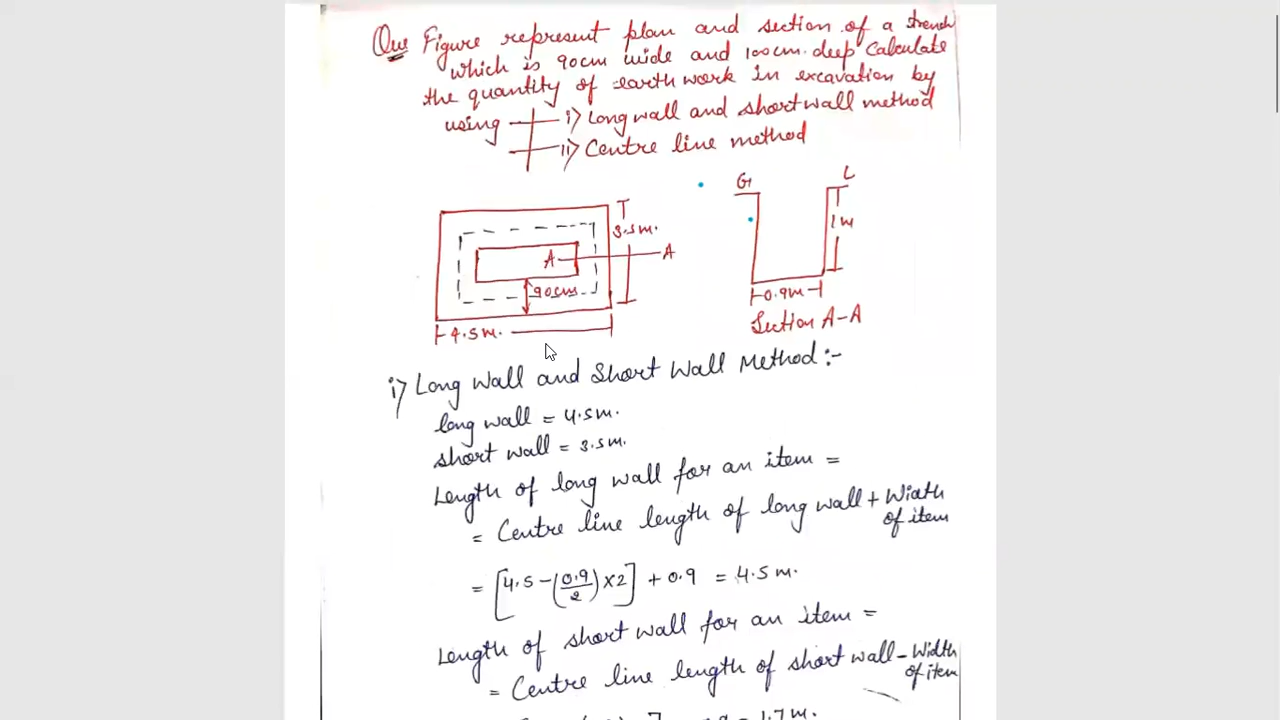 Que Figure represent plan and section of a trench
which is 90cm wide and 100cm. deep Calculate
the quantity of earthwork in excavation by
using i) Long wall and short wall method
ii) Centre line method
G L
T
3.5m.
1m
A A
90cm
0.9m
4.5m.
Section A-A
i) Long Wall and Short Wall Method :-
long wall = 4.5m.
short wall = 3.5m.
Length of long wall for an item =
= Centre line length of long wall + Width
of item
= [4.5 - (0.9/2) x2] + 0.9 = 4.5 m.
Length of short wall for an item =
= Centre line length of short wall - Width
of item
= 1.7m.